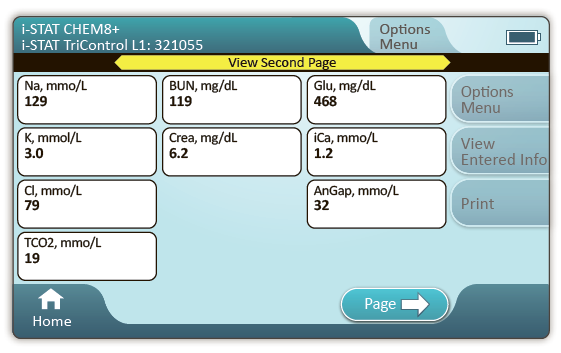 i-STAT CHEM8+
i-STAT TriControl L1: 321055
Options
Menu
View Second Page
Na, mmo/L
129
BUN, mg/dL
119
Glu, mg/dL
468
Options
Menu
K, mmol/L
3.0
Crea, mg/dL
6.2
iCa, mmo/L
1.2
View
Entered Info
Cl, mmo/L
79
AnGap, mmo/L
32
Print
TCO2, mmo/L
19
Home
Page